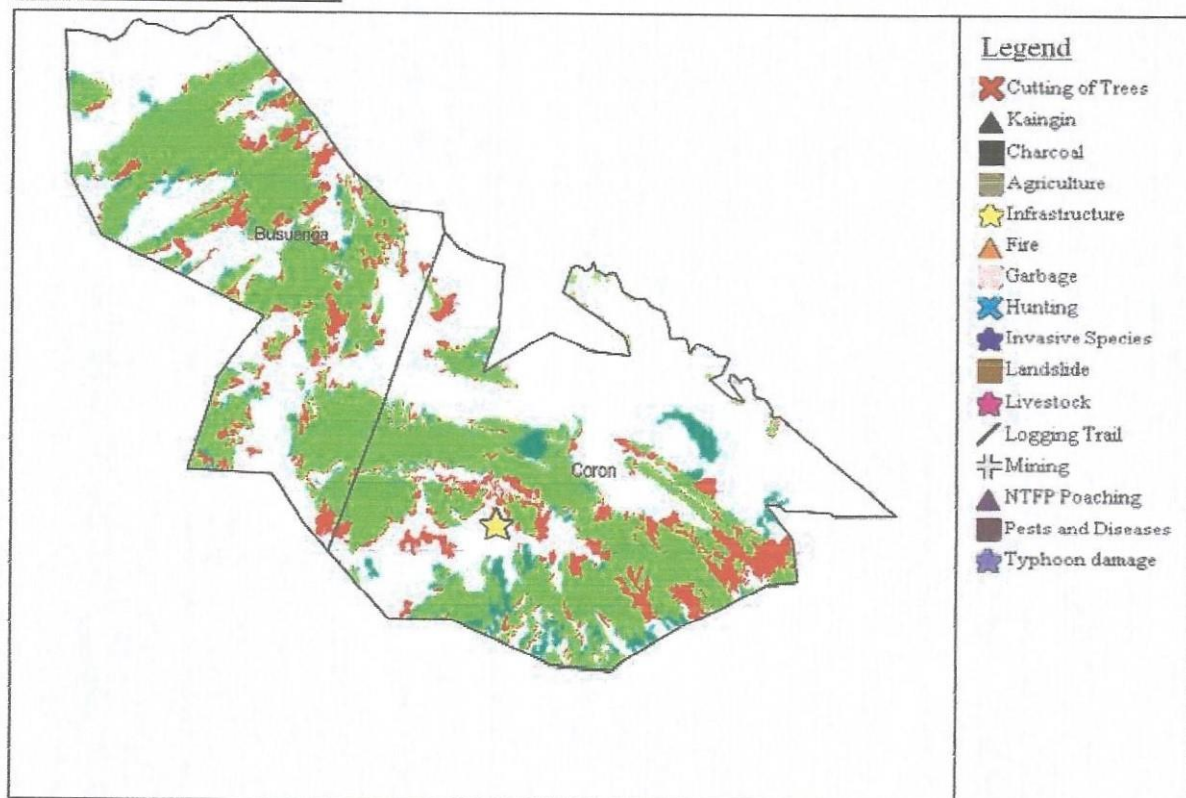 Legend
Cutting of Trees
Kaingin
Charcoal
Agriculture
Infrastructure
Fire
Garbage
Hunting
Invasive Species
Landslide
Livestock
Logging Trail
Mining
NTFP Poaching
Pests and Diseases
Typhoon damage
Busuanga
Coron